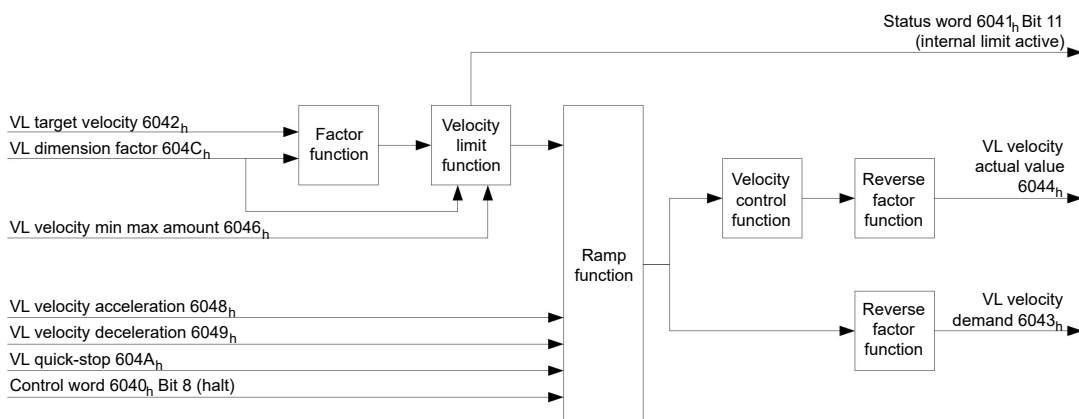 Status word 6041h Bit 11
(internal limit active)
VL target velocity 6042h
VL dimension factor 604Ch
Factor
function
Velocity
limit
function
VL velocity min max amount 6046h
Ramp
function
Velocity
control
function
Reverse
factor
function
VL velocity
actual value
6044h
VL velocity acceleration 6048h
VL velocity deceleration 6049h
VL quick-stop 604Ah
Control word 6040h Bit 8 (halt)
Reverse
factor
function
VL velocity
demand 6043h